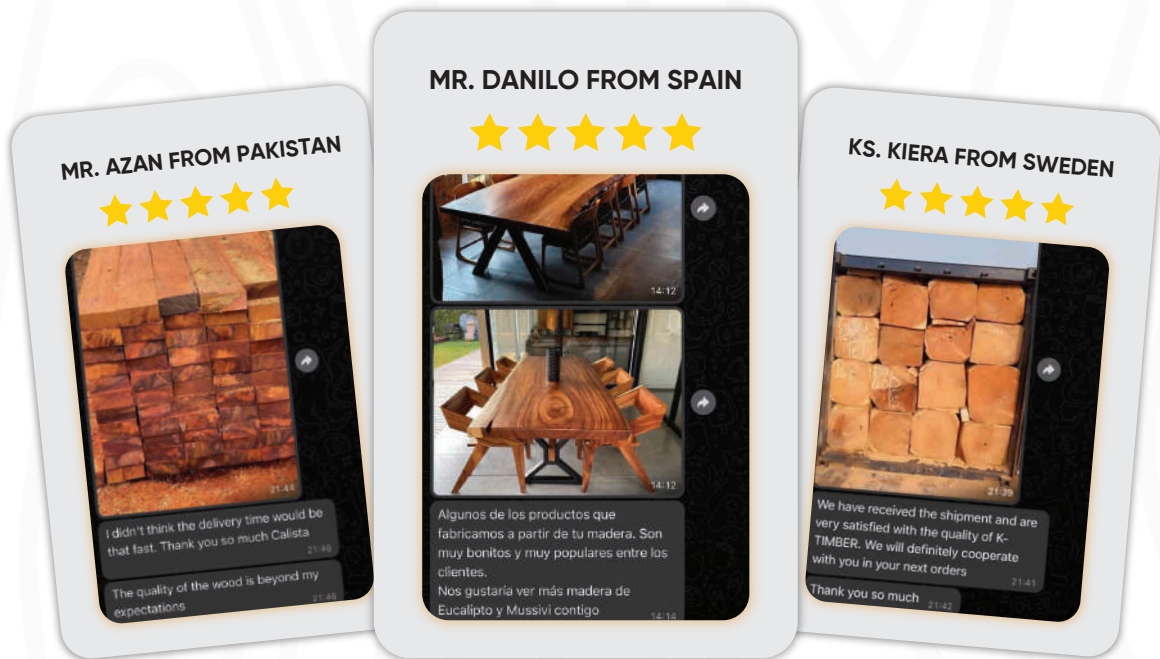 MR. AZAN FROM PAKISTAN
21:44
I didn't think the delivery time would be
that fast. Thank you so much Calista
21:46
The quality of the wood is beyond my
expectations
21:46
MR. DANILO FROM SPAIN
14:12
14:12
Algunos de los productos que
fabricamos a partir de tu madera. Son
muy bonitos y muy populares entre los
clientes.
Nos gustaría ver más madera de
Eucalipto y Mussivi contigo
14:14
KS. KIERA FROM SWEDEN
21:39
We have received the shipment and are
very satisfied with the quality of K-
TIMBER. We will definitely cooperate
with you in your next orders
21:41
Thank you so much
21:42